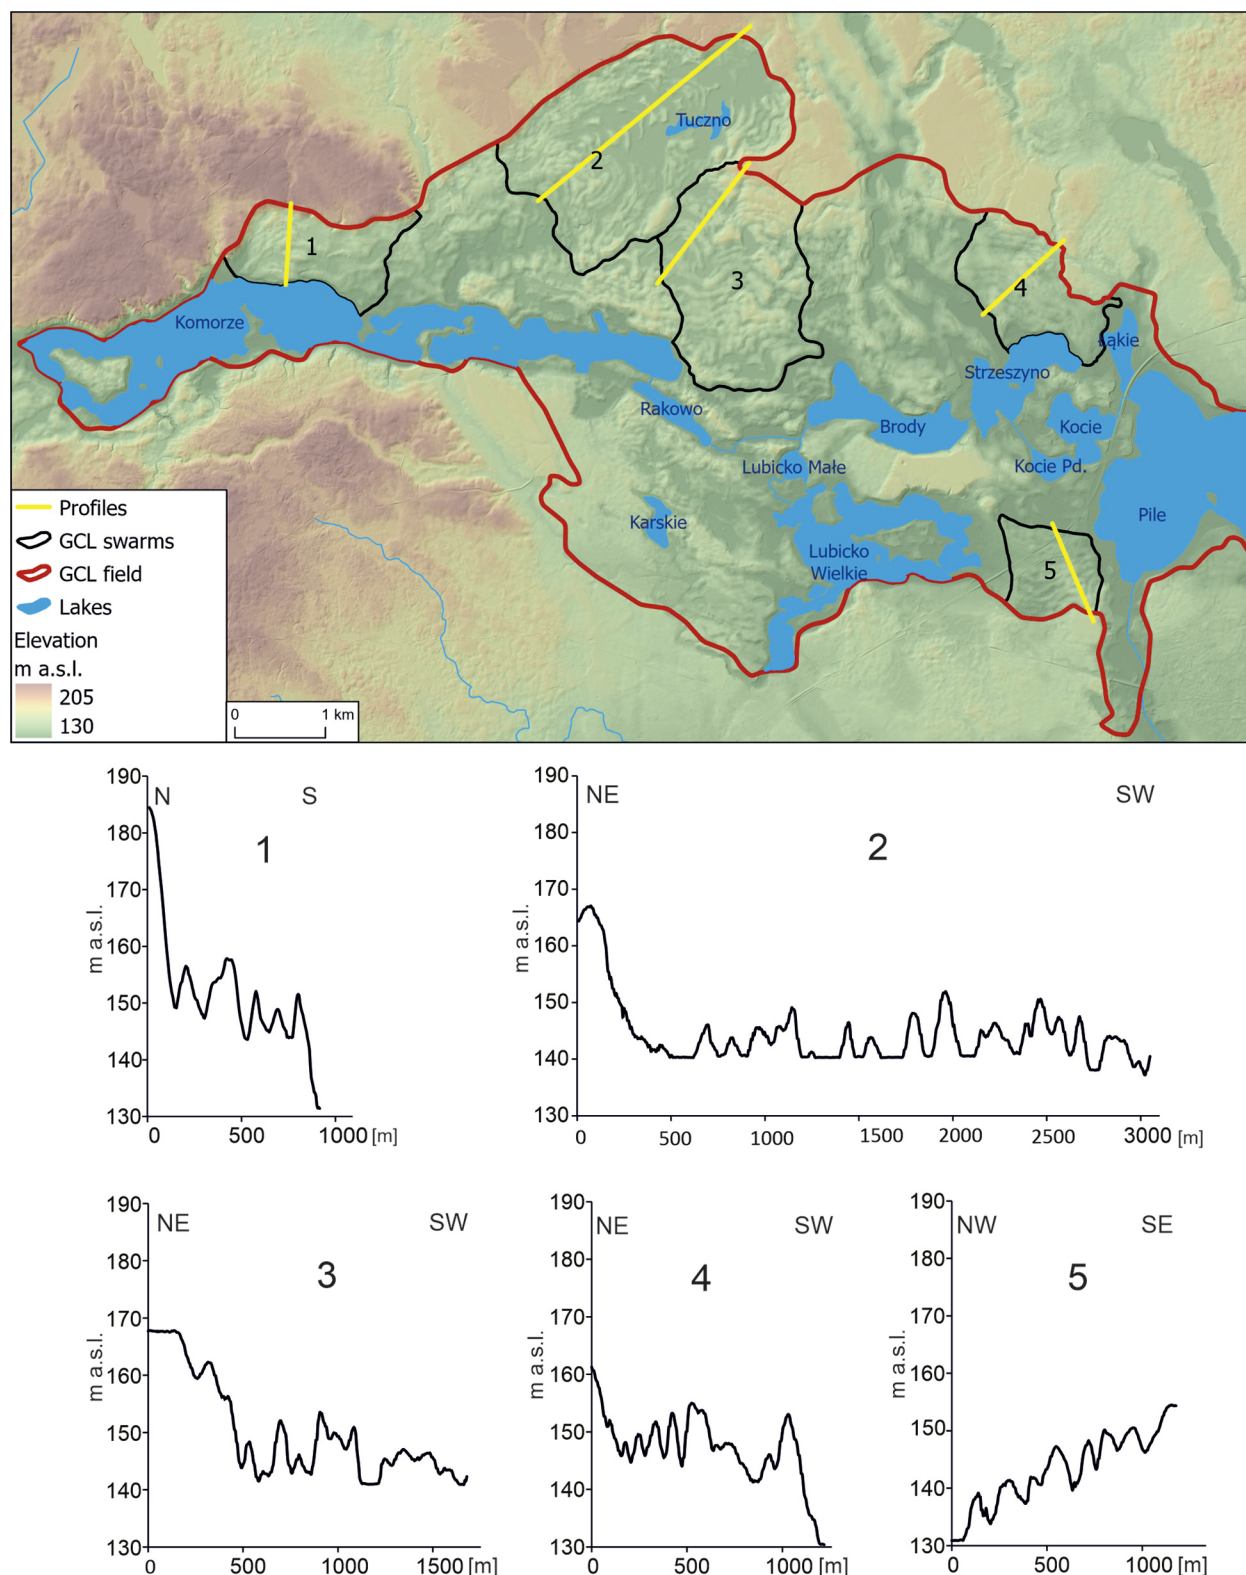 Tuczno
2
1
3
4
Komorze
Łąkie
Strzeszyno
Rakowo
Brody
Kocie
Lubicko Małe
Kocie Pd.
Karskie
Pile
Lubicko
Wielkie
5
Profiles
GCL swarms
GCL field
Lakes
Elevation
m a.s.l.
205
130
0 1 km
190
180
170
160
150
140
130
m a.s.l.
N S
1
0 500 1000 [m]
190
180
170
160
150
140
130
m a.s.l.
NE SW
2
0 500 1000 1500 2000 2500 3000 [m]
190
180
170
160
150
140
130
m a.s.l.
NE SW
3
0 500 1000 1500 [m]
190
180
170
160
150
140
130
m a.s.l.
NE SW
4
0 500 1000 [m]
190
180
170
160
150
140
130
m a.s.l.
NW SE
5
0 500 1000 [m]